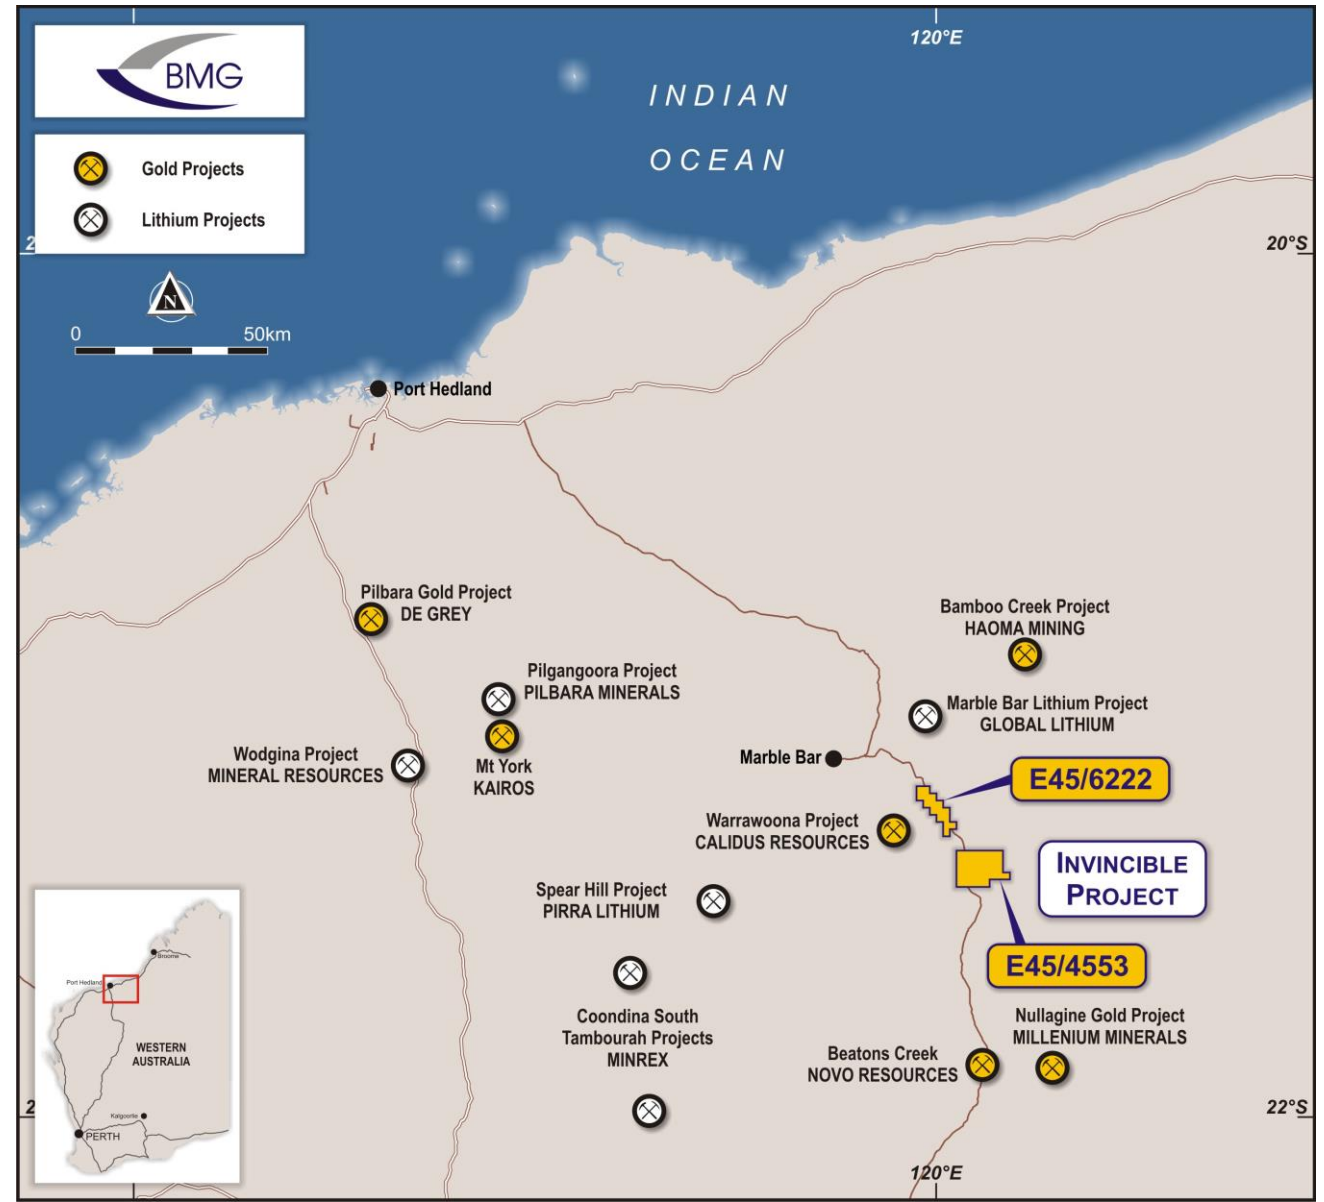 120°E
BMG
INDIAN
OCEAN
Gold Projects
Lithium Projects
2
20°S
N
0 50km
Port Hedland
Pilbara Gold Project
DE GREY
Bamboo Creek Project
HAOMA MINING
Pilgangoora Project
PILBARA MINERALS
Marble Bar Lithium Project
GLOBAL LITHIUM
Wodgina Project
MINERAL RESOURCES
Mt York
KAIROS
Marble Bar
E45/6222
Warrawoona Project
CALIDUS RESOURCES
INVINCIBLE
PROJECT
Spear Hill Project
PIRRA LITHIUM
E45/4553
Coondina South
Tambourah Projects
MINREX
Nullagine Gold Project
MILLENIUM MINERALS
Beatons Creek
NOVO RESOURCES
Broome
Port Hedland
WESTERN
AUSTRALIA
Kalgoorlie
PERTH
2
22°S
120°E